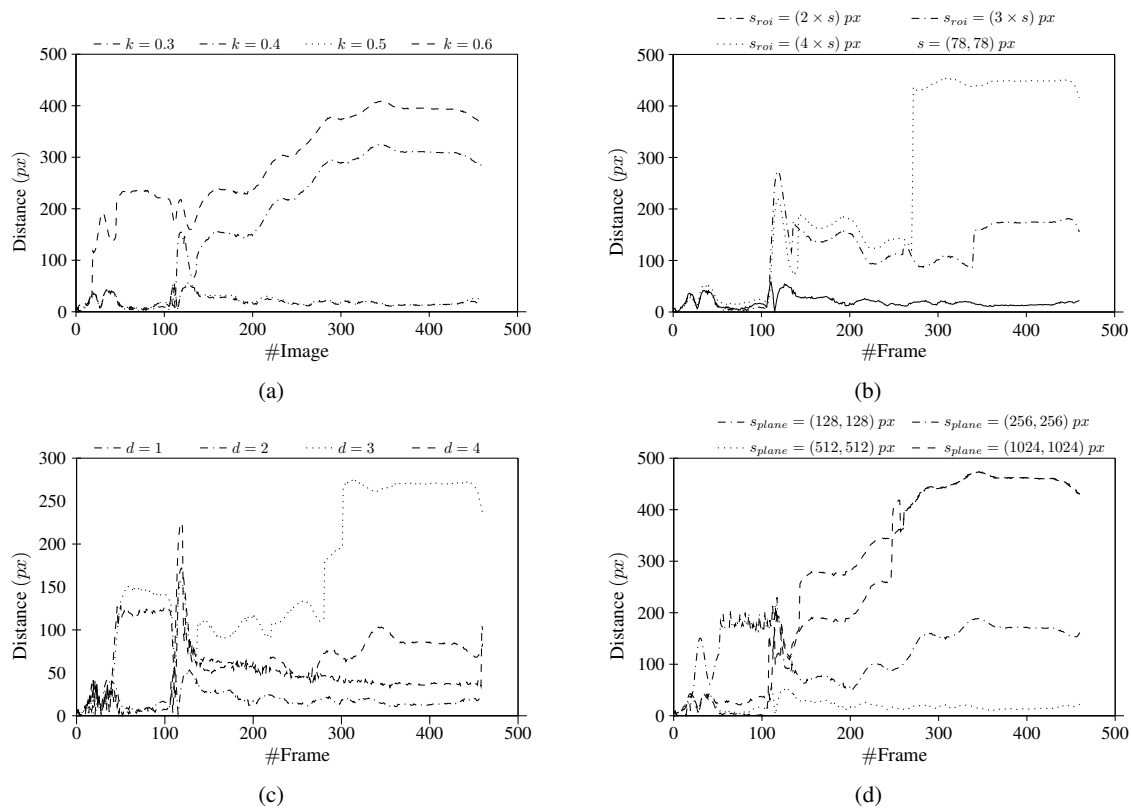 k = 0.3 k = 0.4 k = 0.5 k = 0.6
500
400
300
200
100
0
Distance (px)
0 100 200 300 400 500
#Image
(a)
s_roi = (2 × s) px s_roi = (3 × s) px
s_roi = (4 × s) px s = (78, 78) px
500
400
300
200
100
0
Distance (px)
0 100 200 300 400 500
#Frame
(b)
d = 1 d = 2 d = 3 d = 4
300
250
200
150
100
50
0
Distance (px)
0 100 200 300 400 500
#Frame
(c)
s_plane = (128, 128) px s_plane = (256, 256) px
s_plane = (512, 512) px s_plane = (1024, 1024) px
500
400
300
200
100
0
Distance (px)
0 100 200 300 400 500
#Frame
(d)